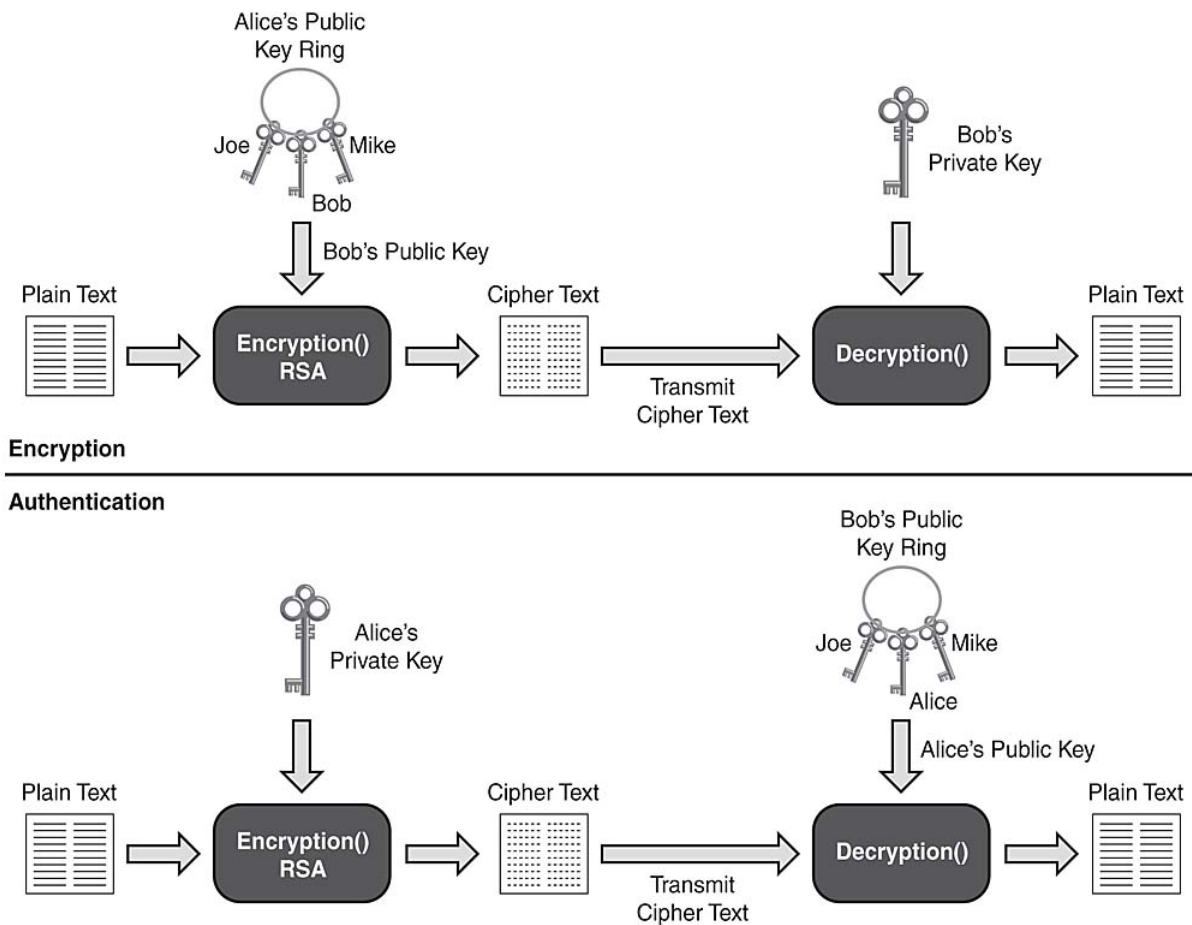 Alice's Public
Key Ring
Joe
Mike
Bob
Bob's
Private Key
Bob's Public Key
Plain Text
Cipher Text
Plain Text
Encryption()
RSA
Decryption()
Transmit
Cipher Text
Encryption
Authentication
Bob's Public
Key Ring
Alice's
Private Key
Joe
Mike
Alice
Alice's Public Key
Plain Text
Cipher Text
Plain Text
Encryption()
RSA
Decryption()
Transmit
Cipher Text